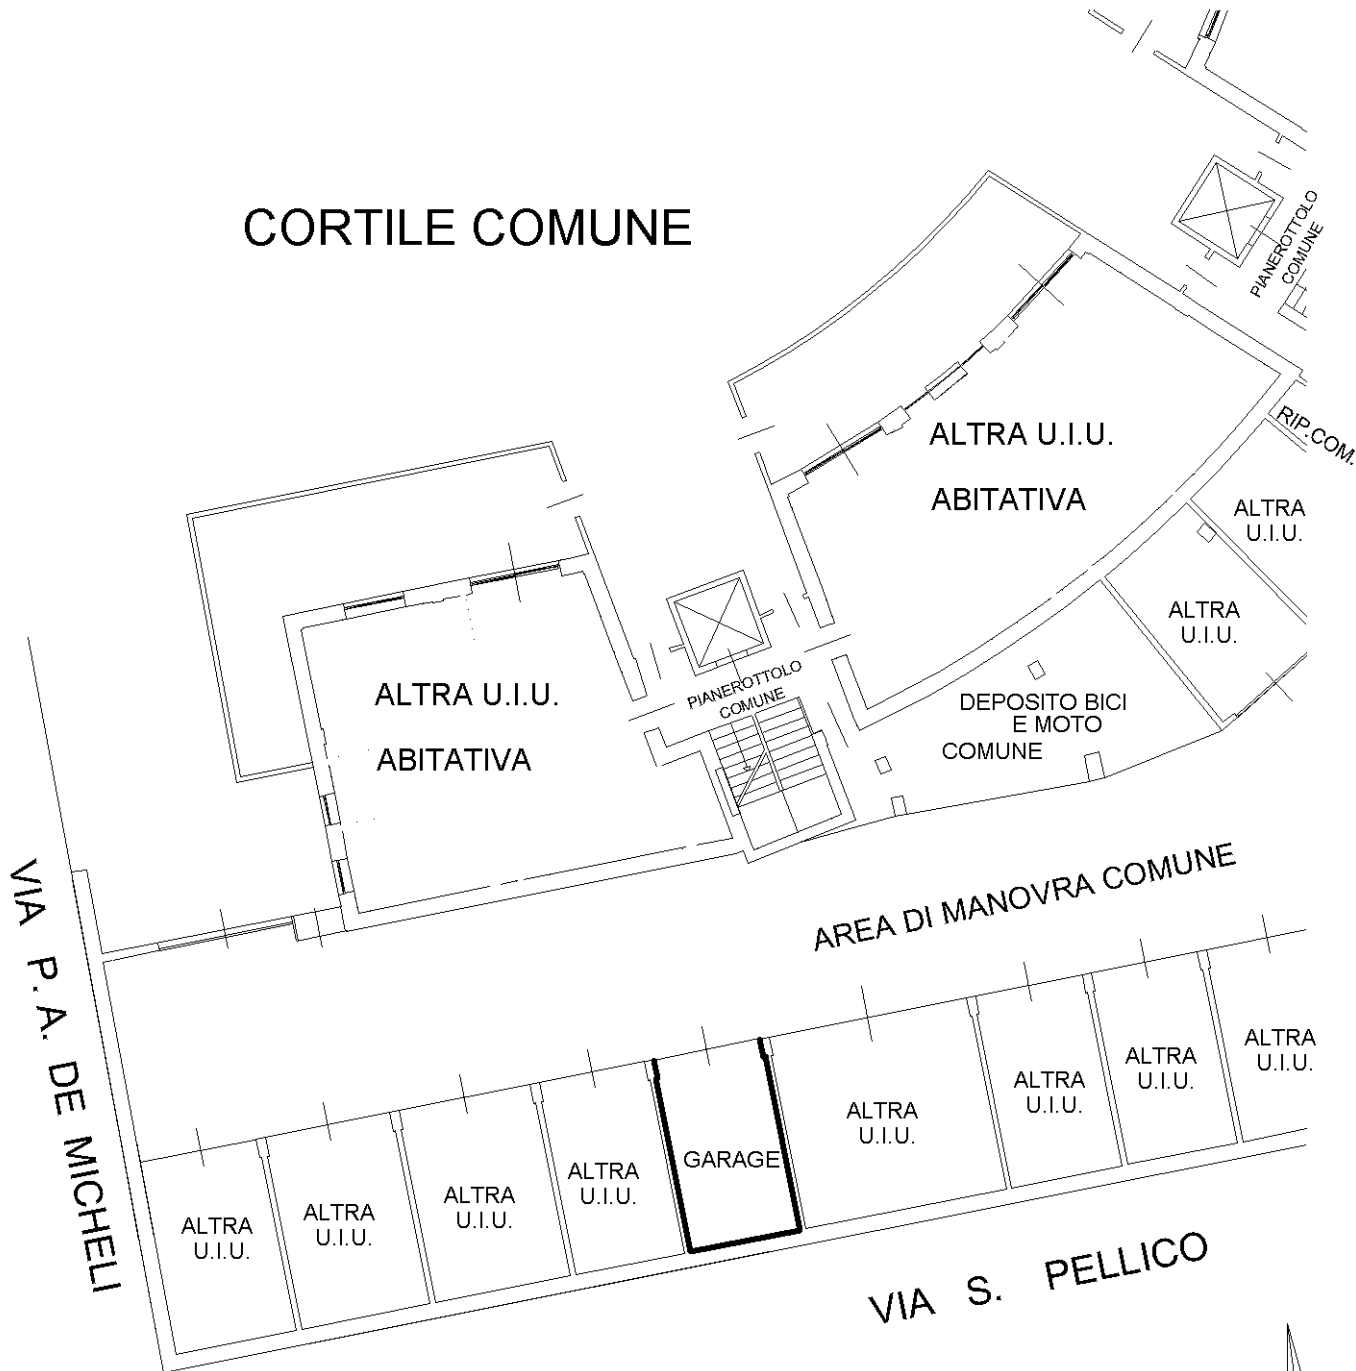 CORTILE COMUNE
PIANEROTTOLO
COMUNE
ALTRA U.I.U.
ABITATIVA
RIP.COM.
ALTRA
U.I.U.
ALTRA
U.I.U.
ALTRA U.I.U.
ABITATIVA
PIANEROTTOLO
COMUNE
DEPOSITO BICI
E MOTO
COMUNE
VIA P. A. DE MICHELI
AREA DI MANOVRA COMUNE
ALTRA
U.I.U.
ALTRA
U.I.U.
ALTRA
U.I.U.
ALTRA
U.I.U.
GARAGE
ALTRA
U.I.U.
ALTRA
U.I.U.
ALTRA
U.I.U.
ALTRA
U.I.U.
VIA S. PELLICO